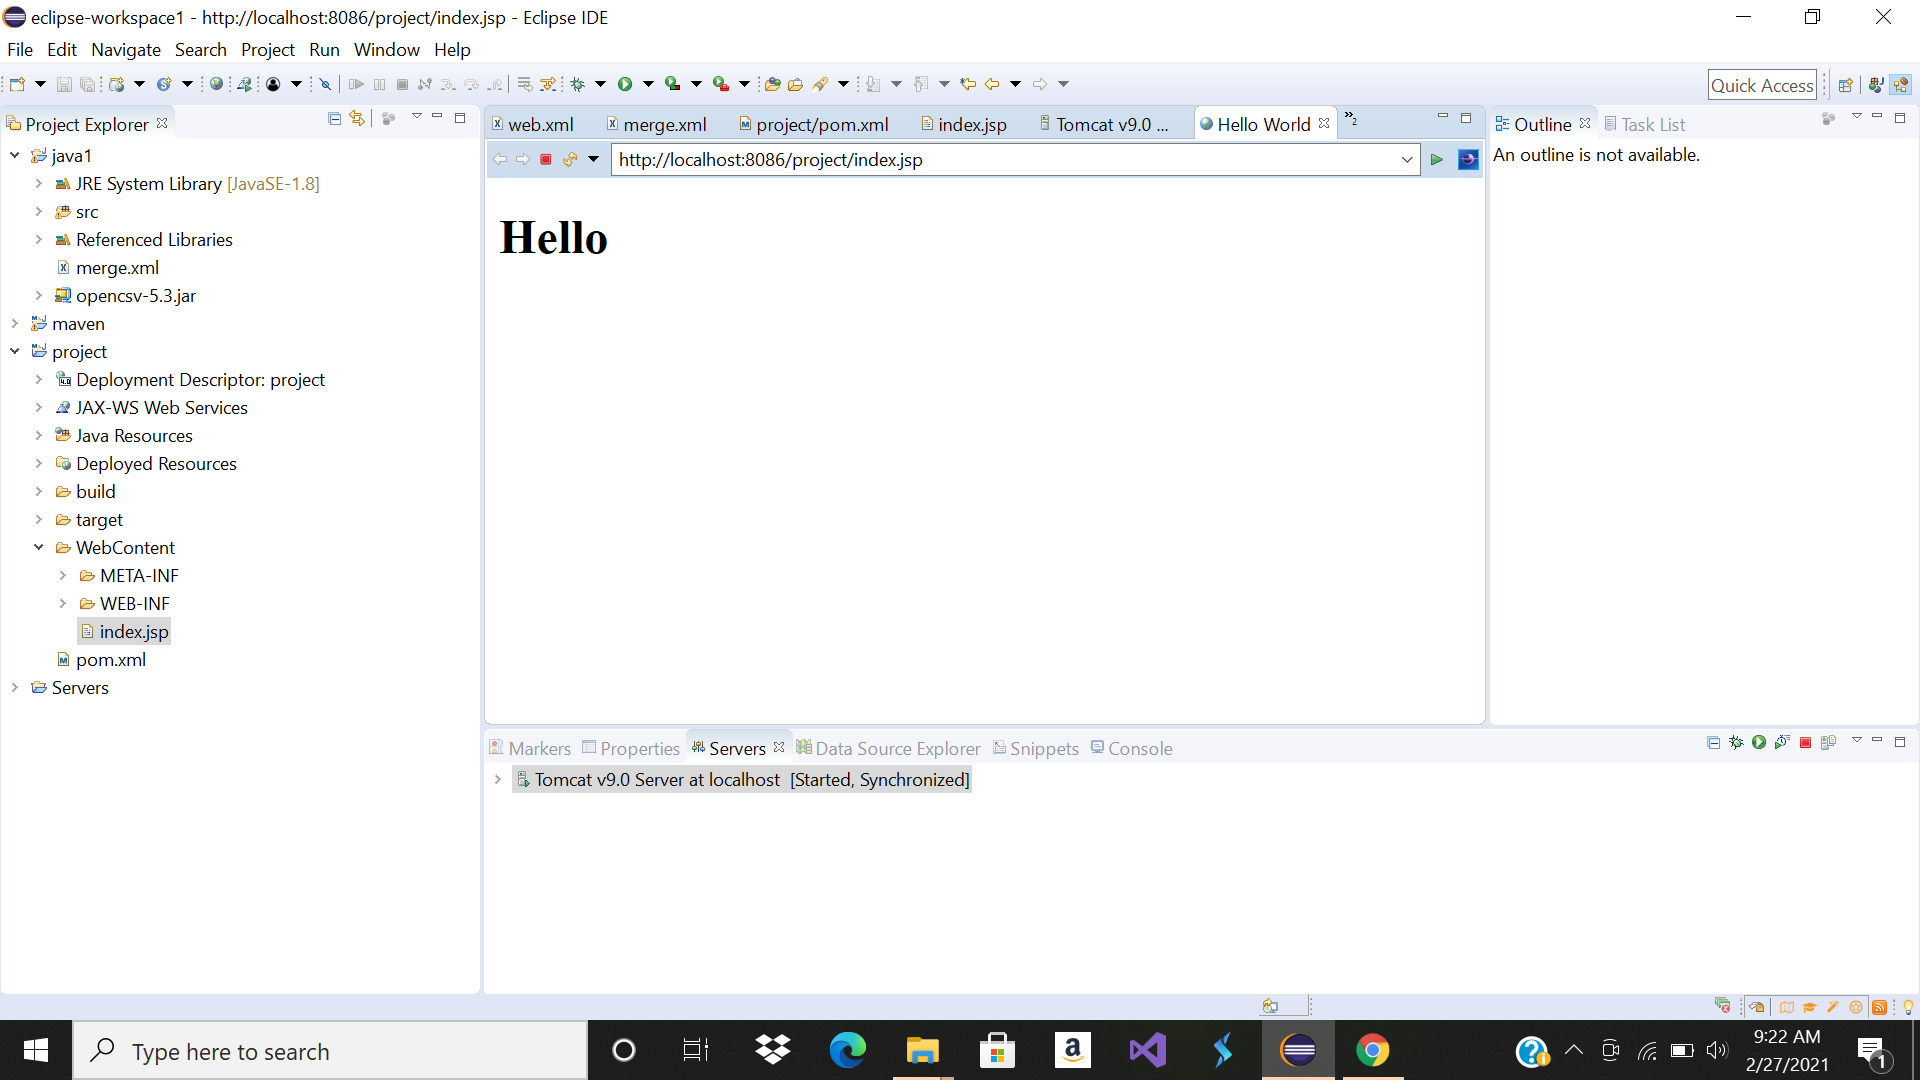 eclipse-workspace1 - http://localhost:8086/project/index.jsp - Eclipse IDE
File Edit Navigate Search Project Run Window Help
Quick Access
Project Explorer
java1
JRE System Library [JavaSE-1.8]
src
Referenced Libraries
merge.xml
opencsv-5.3.jar
maven
project
Deployment Descriptor: project
JAX-WS Web Services
Java Resources
Deployed Resources
build
target
WebContent
META-INF
WEB-INF
index.jsp
pom.xml
Servers
web.xml merge.xml project/pom.xml index.jsp Tomcat v9.0 ... Hello World »2
http://localhost:8086/project/index.jsp
Hello
Outline Task List
An outline is not available.
Markers Properties Servers Data Source Explorer Snippets Console
Tomcat v9.0 Server at localhost [Started, Synchronized]
Type here to search
9:22 AM
2/27/2021
1